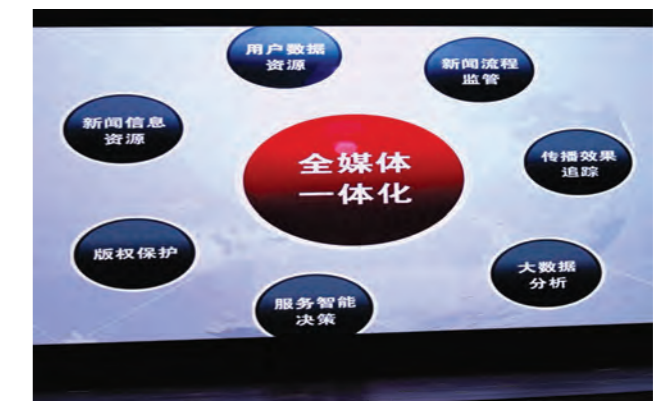 用户数据
资源
新闻流程
监管
新闻信息
资源
全媒体
一体化
传播效果
追踪
版权保护
大数据
分析
服务智能
决策